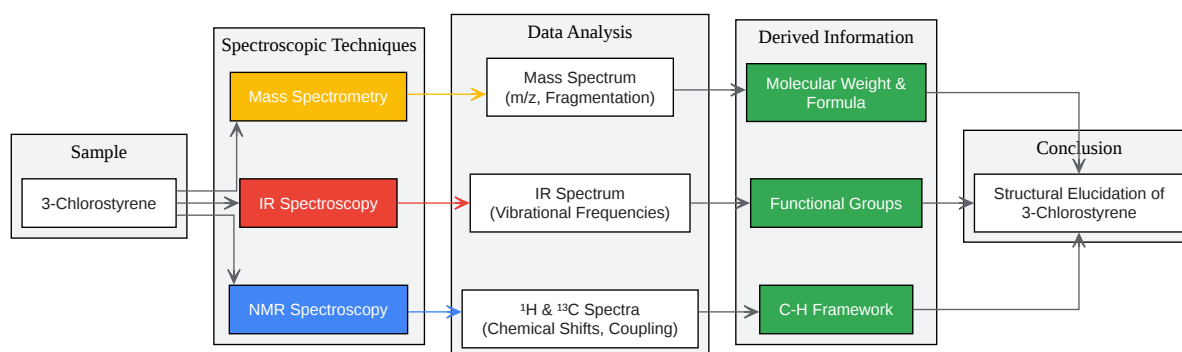 Sample
3-Chlorostyrene
Spectroscopic Techniques
Mass Spectrometry
IR Spectroscopy
NMR Spectroscopy
Data Analysis
Mass Spectrum
(m/z, Fragmentation)
IR Spectrum
(Vibrational Frequencies)
¹H & ¹³C Spectra
(Chemical Shifts, Coupling)
Derived Information
Molecular Weight &
Formula
Functional Groups
C-H Framework
Conclusion
Structural Elucidation of
3-Chlorostyrene